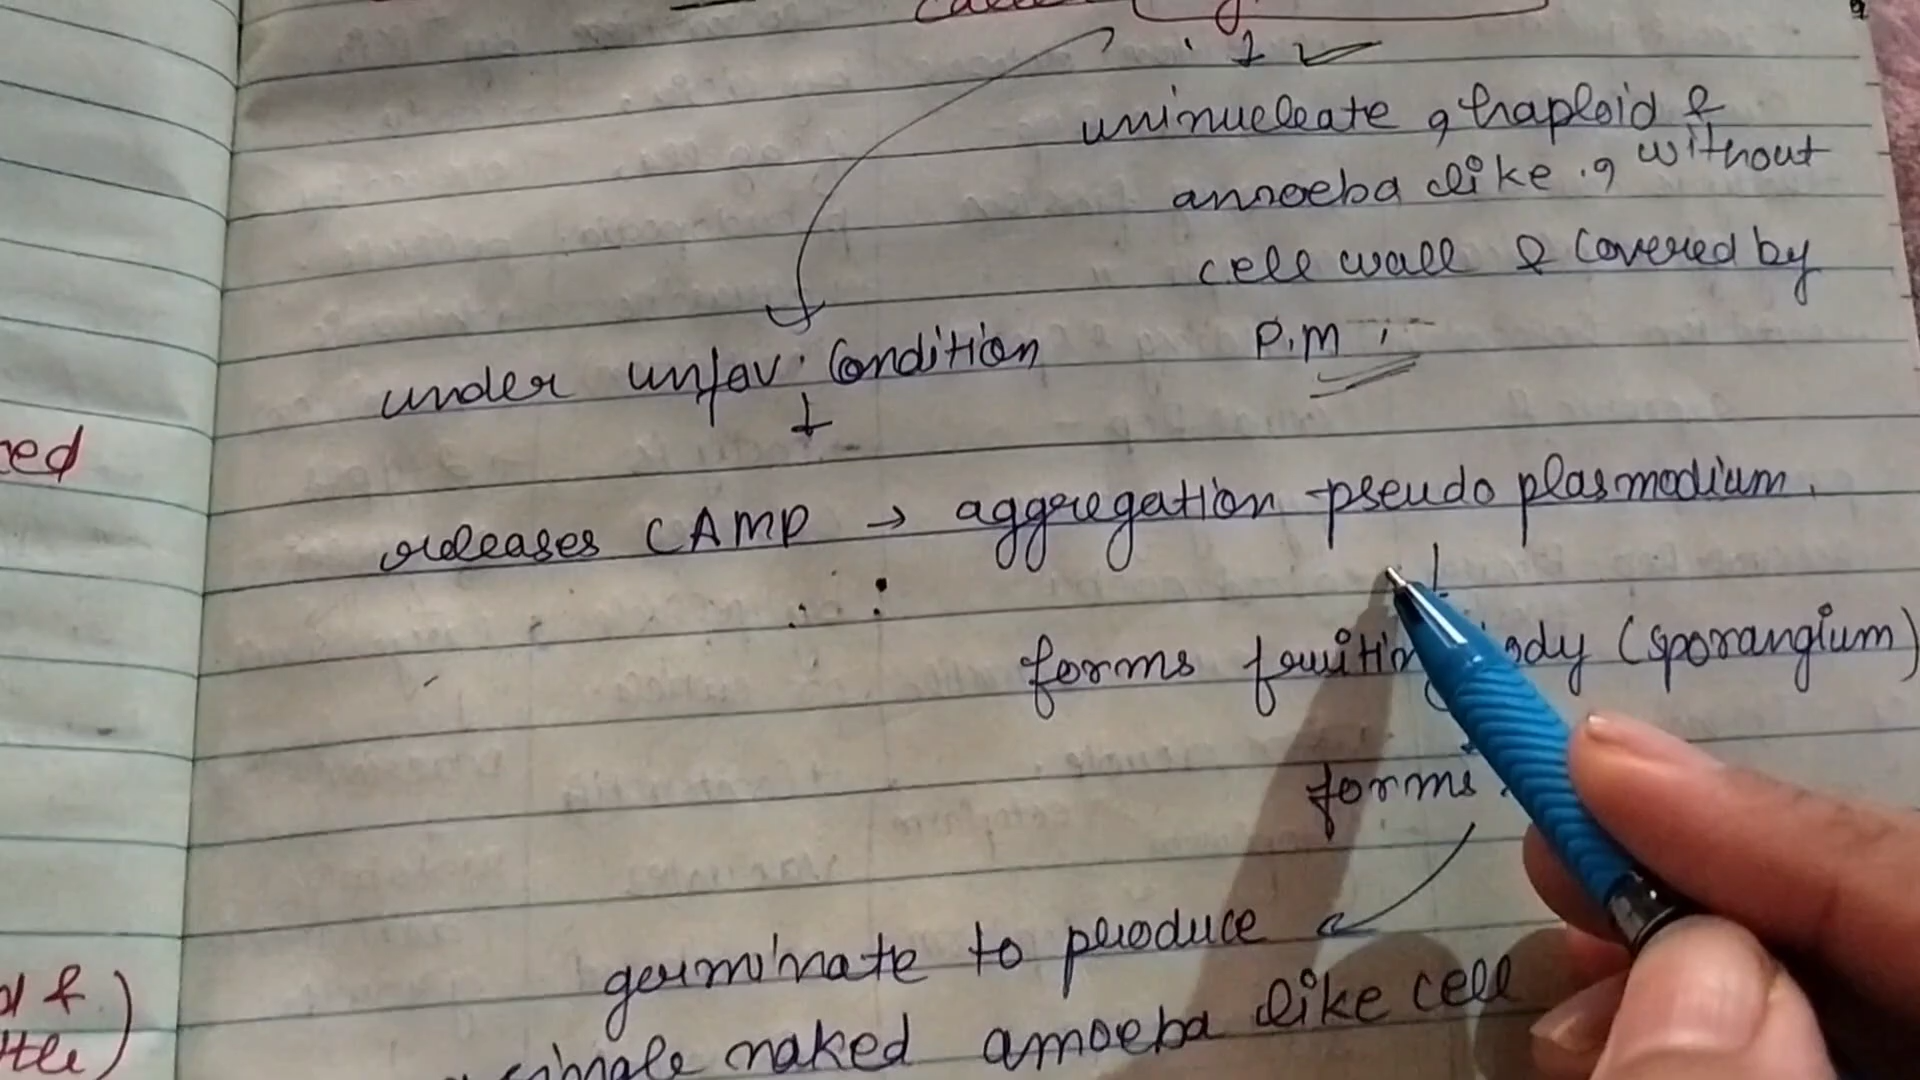 uninucleate, haploid &
amoeba like, without
cell wall & covered by
P.M
under unfav. Condition
releases CAMP → aggregation pseudo plasmodium.
forms fruiting body (sporangium)
forms
germinate to produce
single naked amoeba like cell